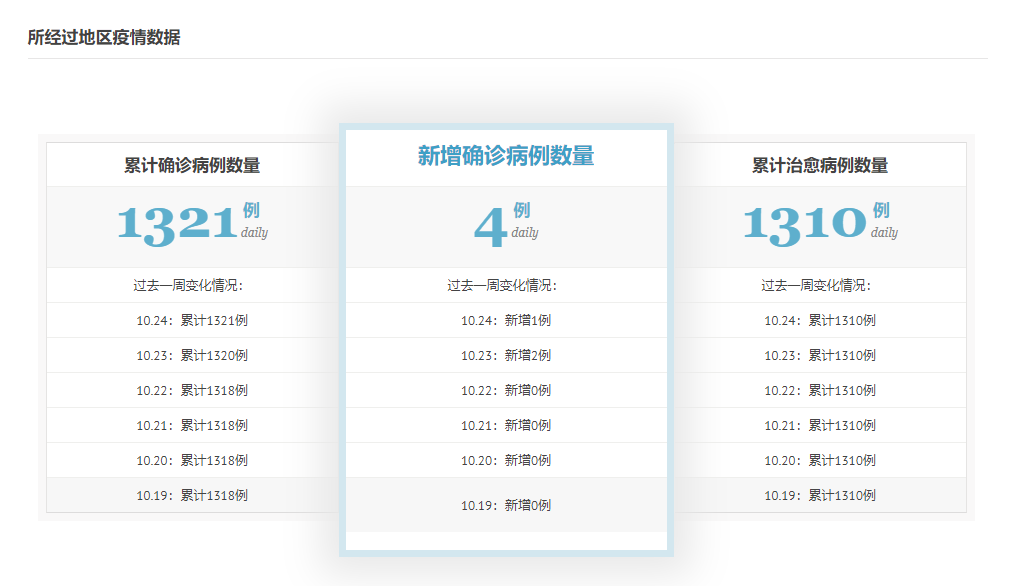 所经过地区疫情数据
累计确诊病例数量
1321 例
daily
过去一周变化情况：
10.24：累计1321例
10.23：累计1320例
10.22：累计1318例
10.21：累计1318例
10.20：累计1318例
10.19：累计1318例
新增确诊病例数量
4 例
daily
过去一周变化情况：
10.24：新增1例
10.23：新增2例
10.22：新增0例
10.21：新增0例
10.20：新增0例
10.19：新增0例
累计治愈病例数量
1310 例
daily
过去一周变化情况：
10.24：累计1310例
10.23：累计1310例
10.22：累计1310例
10.21：累计1310例
10.20：累计1310例
10.19：累计1310例